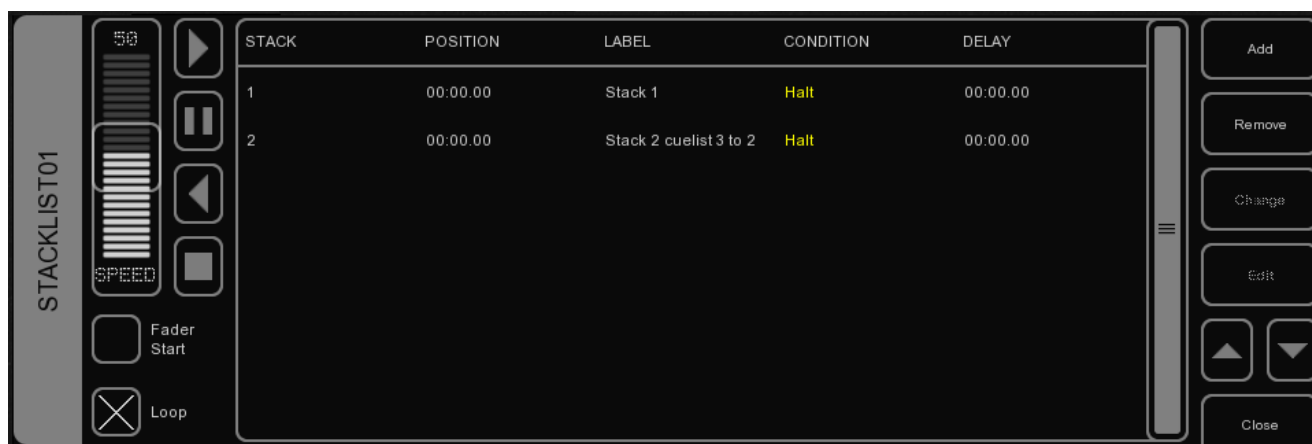 STACKLIST01
50
SPEED
Fader
Start
Loop
STACK POSITION LABEL CONDITION DELAY
1 00:00.00 Stack 1 Halt 00:00.00
2 00:00.00 Stack 2 cuelist 3 to 2 Halt 00:00.00
Add
Remove
Change
Edit
Close